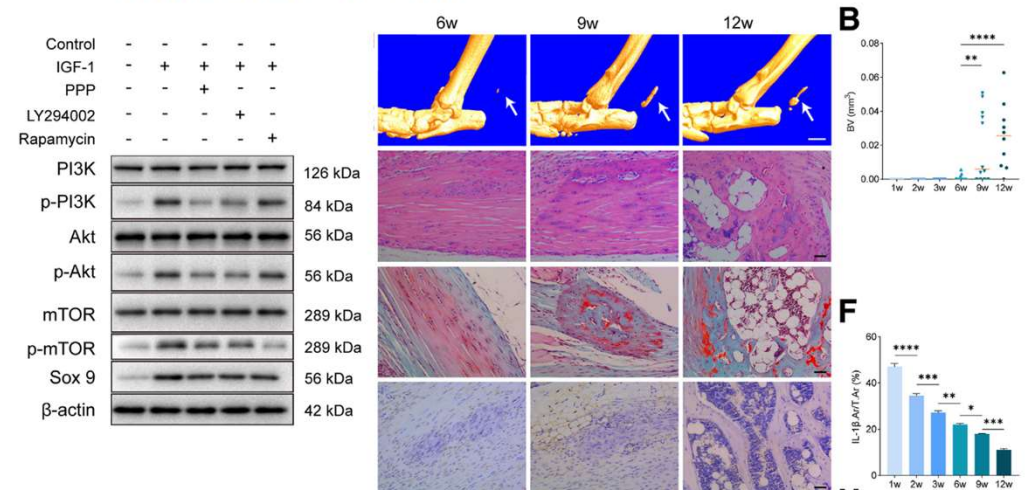 Control - - - - -
IGF-1 - + + + +
PPP - - + - -
LY294002 - - - + -
Rapamycin - - - - +
PI3K 126 kDa
p-PI3K 84 kDa
Akt 56 kDa
p-Akt 56 kDa
mTOR 289 kDa
p-mTOR 289 kDa
Sox 9 56 kDa
β-actin 42 kDa
6w 9w 12w
B
****
**
BV (mm³)
0.08
0.06
0.04
0.02
0.00
1w 2w 3w 6w 9w 12w
F
IL-1β.Ar/T.Ar (%)
60
40
20
0
****
***
**
*
***
1w 2w 3w 6w 9w 12w